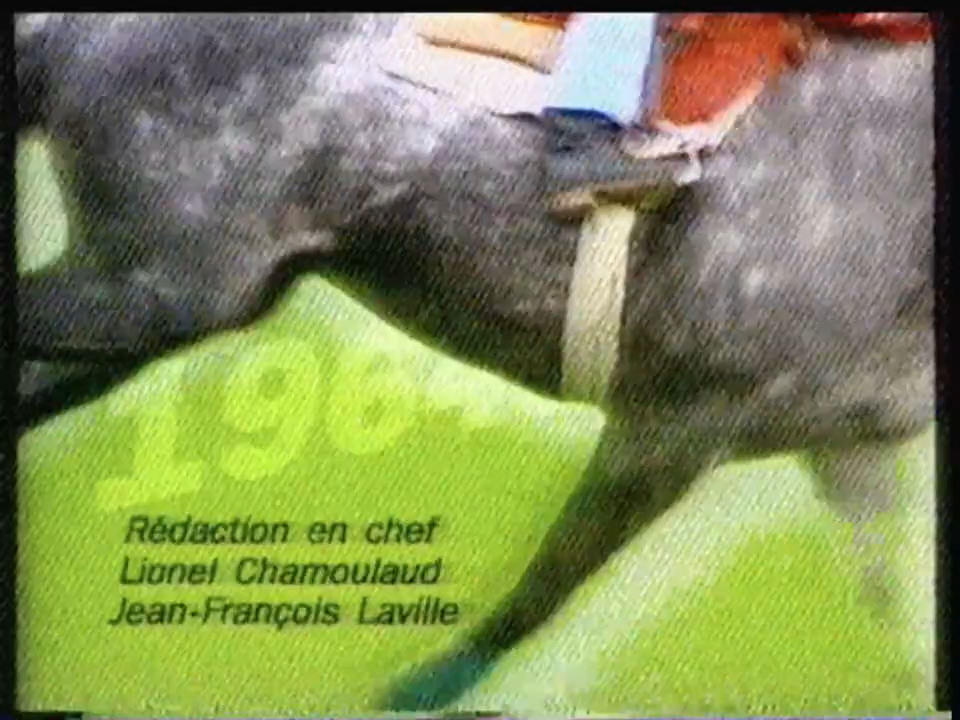 Rédaction en chef
Lionel Chamoulaud
Jean-François Laville